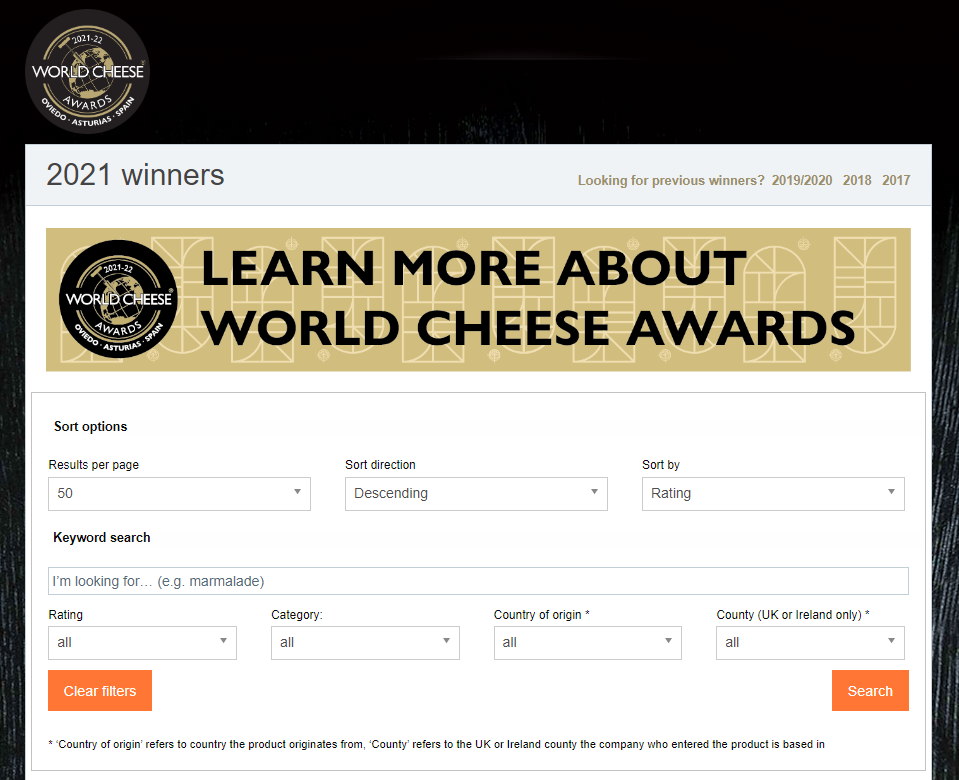 2021-22
WORLD CHEESE
AWARDS
OVIEDO · ASTURIAS · SPAIN
2021 winners
Looking for previous winners? 2019/2020 2018 2017
2021-22
WORLD CHEESE®
AWARDS
OVIEDO · ASTURIAS · SPAIN
LEARN MORE ABOUT
WORLD CHEESE AWARDS
Sort options
Results per page Sort direction Sort by
50 Descending Rating
Keyword search
I'm looking for… (e.g. marmalade)
Rating Category: Country of origin * County (UK or Ireland only) *
all all all all
Clear filters Search
* ‘Country of origin’ refers to country the product originates from, ‘County’ refers to the UK or Ireland county the company who entered the product is based in